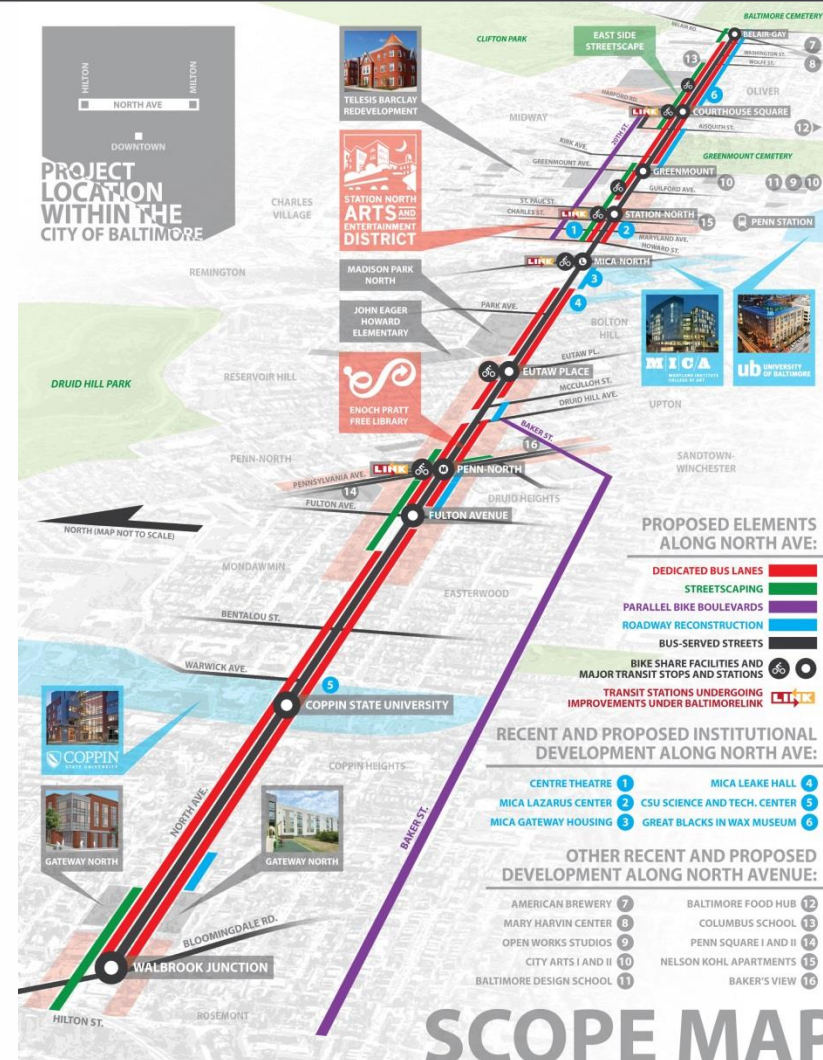 BALTIMORE CEMETERY
BELAIR RD.
BELAIR-GAY
CLIFTON PARK
EAST SIDE
STREETSCAPE
7
WASHINGTON ST.
8
WOLFE ST.
13
HILTON
MILTON
NORTH AVE
DOWNTOWN
PROJECT
LOCATION
WITHIN THE
CITY OF BALTIMORE
TELESIS BARCLAY
REDEVELOPMENT
6
OLIVER
HARFORD RD.
LINK
COURTHOUSE SQUARE
MIDWAY
20TH ST.
AISQUITH ST.
12
KIRK AVE.
GREENMOUNT AVE.
GREENMOUNT CEMETERY
GREENMOUNT
GUILFORD AVE.
10
11 9 10
STATION NORTH
ARTS AND
ENTERTAINMENT
DISTRICT
CHARLES
VILLAGE
ST. PAUL ST.
CHARLES ST.
LINK
STATION-NORTH
15
PENN STATION
1
2
MARYLAND AVE.
HOWARD ST.
LINK
MICA-NORTH
REMINGTON
MADISON PARK
NORTH
3
4
PARK AVE.
JOHN EAGER
HOWARD
ELEMENTARY
BOLTON
HILL
MICA
MARYLAND INSTITUTE
COLLEGE OF ART
ub UNIVERSITY
OF BALTIMORE
EUTAW PL.
EUTAW PLACE
DRUID HILL PARK
RESERVOIR HILL
MCCULLOH ST.
DRUID HILL AVE.
UPTON
ENOCH PRATT
FREE LIBRARY
BAKER ST.
16
PENN-NORTH
SANDTOWN-
WINCHESTER
LINK
M
PENN-NORTH
PENNSYLVANIA AVE.
14
DRUID HEIGHTS
FULTON AVE.
FULTON AVENUE
NORTH (MAP NOT TO SCALE)
MONDAWMIN
EASTERWOOD
BENTALOU ST.
WARWICK AVE.
5
COPPIN STATE UNIVERSITY
COPPIN
STATE UNIVERSITY
COPPIN HEIGHTS
NORTH AVE.
BAKER ST.
GATEWAY NORTH
GATEWAY NORTH
BLOOMINGDALE RD.
WALBROOK JUNCTION
HILTON ST.
ROSEMONT
PROPOSED ELEMENTS
ALONG NORTH AVE:
DEDICATED BUS LANES
STREETSCAPING
PARALLEL BIKE BOULEVARDS
ROADWAY RECONSTRUCTION
BUS-SERVED STREETS
BIKE SHARE FACILITIES AND
MAJOR TRANSIT STOPS AND STATIONS
TRANSIT STATIONS UNDERGOING
IMPROVEMENTS UNDER BALTIMORELINK
LINK
RECENT AND PROPOSED INSTITUTIONAL
DEVELOPMENT ALONG NORTH AVE:
CENTRE THEATRE 1
MICA LAZARUS CENTER 2
MICA GATEWAY HOUSING 3
MICA LEAKE HALL 4
CSU SCIENCE AND TECH. CENTER 5
GREAT BLACKS IN WAX MUSEUM 6
OTHER RECENT AND PROPOSED
DEVELOPMENT ALONG NORTH AVENUE:
AMERICAN BREWERY 7
MARY HARVIN CENTER 8
OPEN WORKS STUDIOS 9
CITY ARTS I AND II 10
BALTIMORE DESIGN SCHOOL 11
BALTIMORE FOOD HUB 12
COLUMBUS SCHOOL 13
PENN SQUARE I AND II 14
NELSON KOHL APARTMENTS 15
BAKER'S VIEW 16
SCOPE MAP